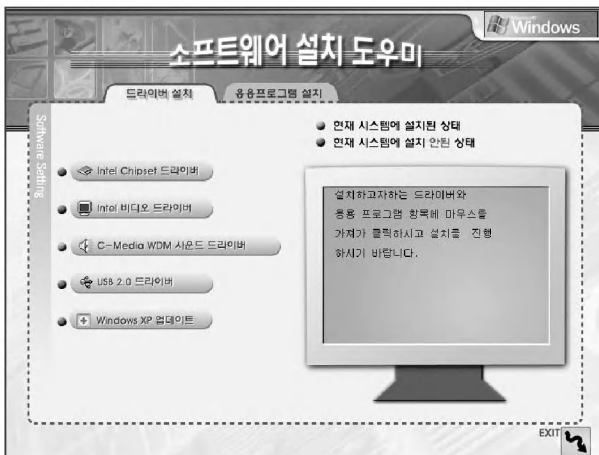 Windows
소프트웨어 설치 도우미
드라이버 설치
응용프로그램 설치
Software Setting
현재 시스템에 설치된 상태
현재 시스템에 설치 안된 상태
Intel Chipset 드라이버
Intel 비디오 드라이버
C-Media WDM 사운드 드라이버
USB 2.0 드라이버
Windows XP 업데이트
설치하고자하는 드라이버와
응용 프로그램 항목에 마우스를
가져가 클릭하시고 설치를 진행
하시기 바랍니다.
EXIT